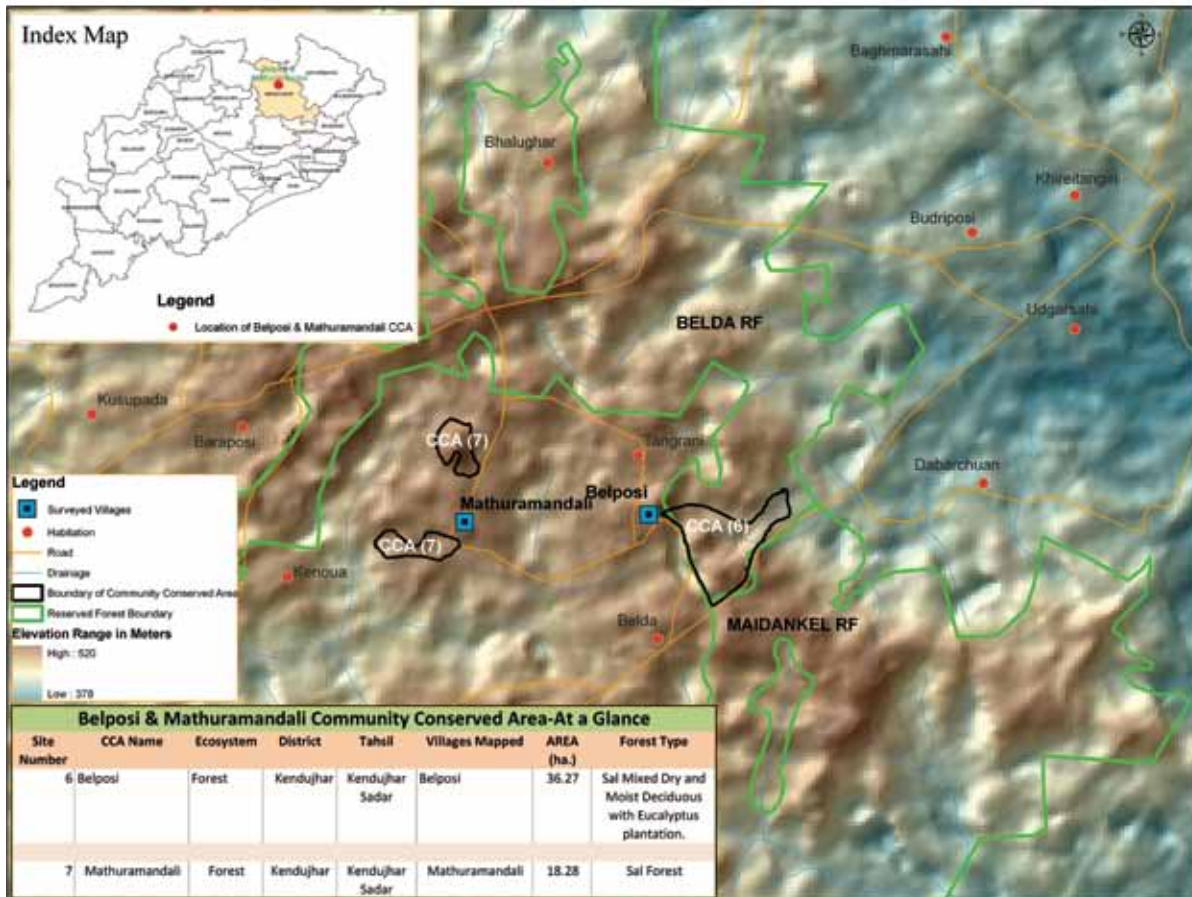 Index Map
Legend
Location of Belposi & Mathuramandali CCA
Baghmarasahi
Bhalughar
Khireitangiri
Budriposi
Udgarsahi
BELDA RF
Kusupada
Baraposi
CCA (7)
Tangrani
Dabarchuan
Mathuramandali
Belposi
CCA (6)
CCA (7)
Kenoua
Belda
MAIDANKEL RF
Legend
Surveyed Villages
Habitation
Road
Drainage
Boundary of Community Conserved Area
Reserved Forest Boundary
Elevation Range in Meters
High : 520
Low : 378
Belposi & Mathuramandali Community Conserved Area-At a Glance
Site Number CCA Name Ecosystem District Tahsil Villages Mapped AREA (ha.) Forest Type
6 Belposi Forest Kendujhar Kendujhar Sadar Belposi 36.27 Sal Mixed Dry and Moist Deciduous with Eucalyptus plantation.
7 Mathuramandali Forest Kendujhar Kendujhar Sadar Mathuramandali 18.28 Sal Forest